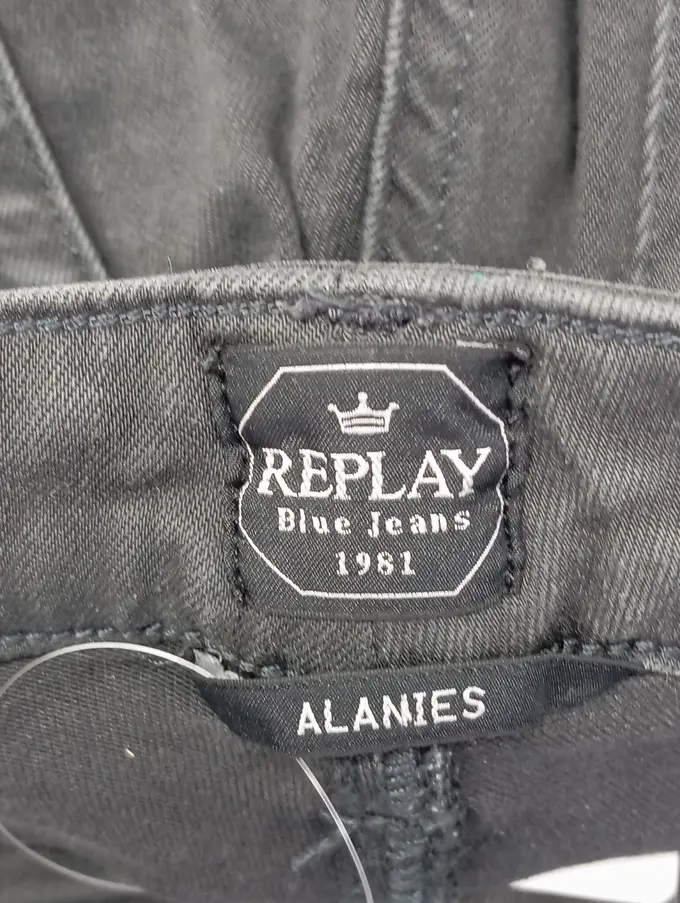 REPLAY
Blue Jeans
1981
ALANIES